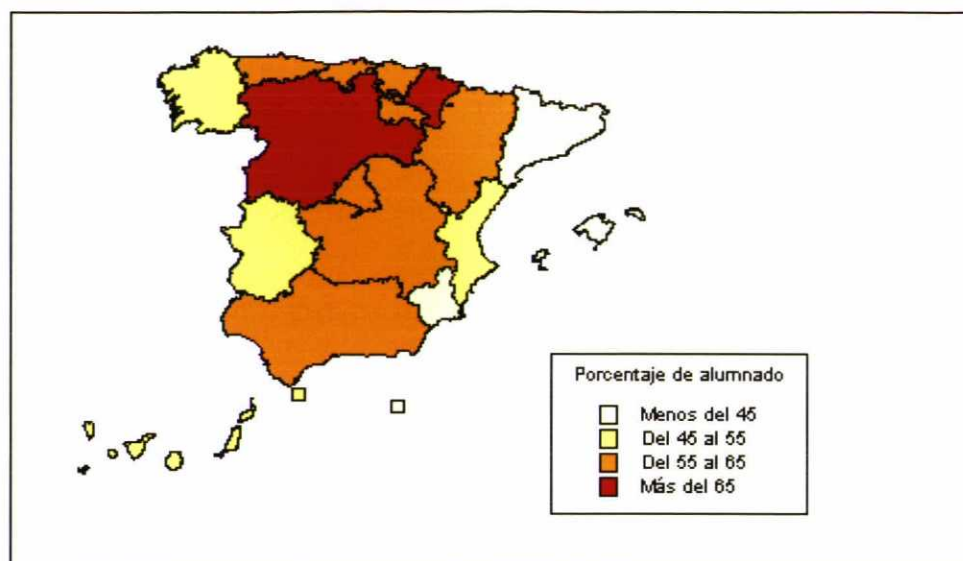 Porcentaje de alumnado
Menos del 45
Del 45 al 55
Del 55 al 65
Más del 65